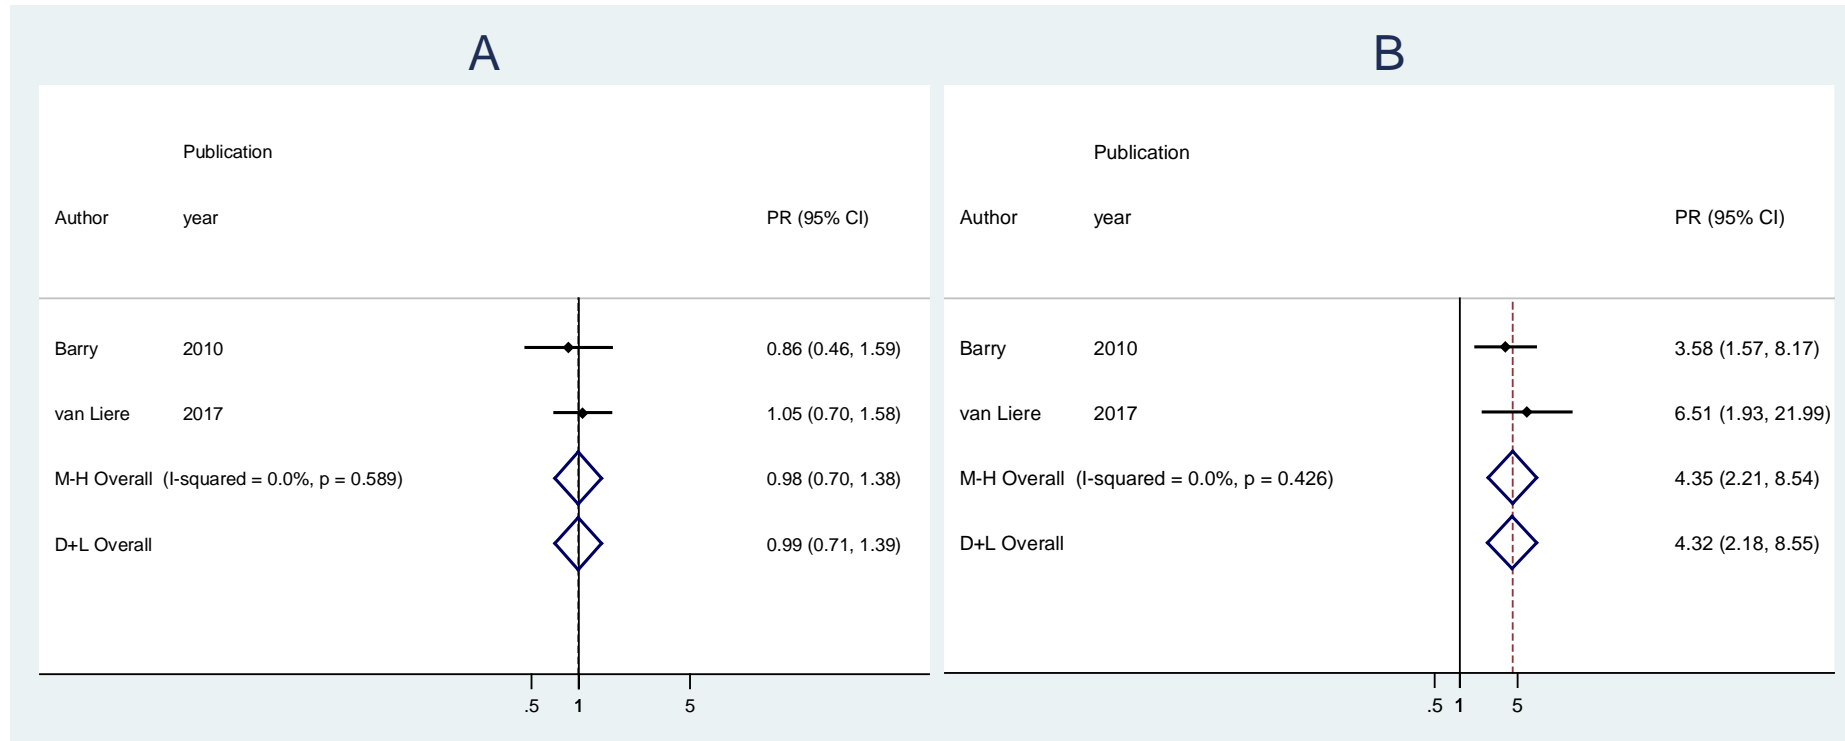 A
Publication
Author year PR (95% CI)
Barry 2010 0.86 (0.46, 1.59)
van Liere 2017 1.05 (0.70, 1.58)
M-H Overall (I-squared = 0.0%, p = 0.589) 0.98 (0.70, 1.38)
D+L Overall 0.99 (0.71, 1.39)
.5 1 5
B
Publication
Author year PR (95% CI)
Barry 2010 3.58 (1.57, 8.17)
van Liere 2017 6.51 (1.93, 21.99)
M-H Overall (I-squared = 0.0%, p = 0.426) 4.35 (2.21, 8.54)
D+L Overall 4.32 (2.18, 8.55)
.5 1 5